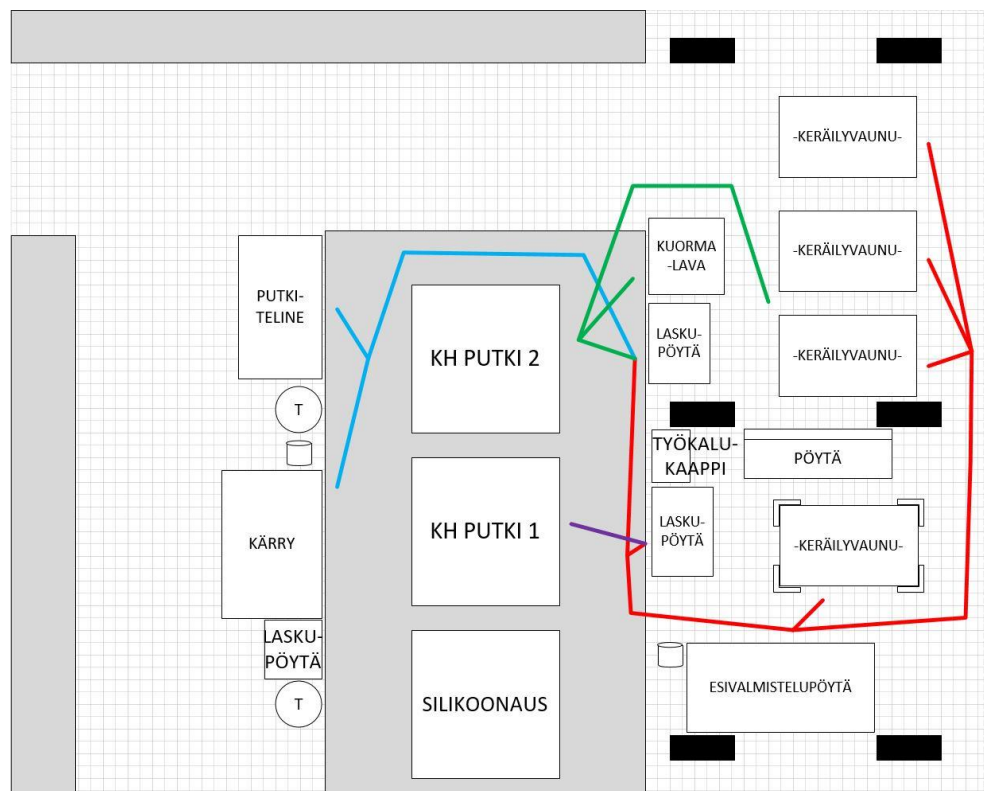 -KERÄILYVAUNU-
KUORMA
-LAVA
-KERÄILYVAUNU-
PUTKI-
TELINE
LASKU-
PÖYTÄ
-KERÄILYVAUNU-
KH PUTKI 2
T
TYÖKALU-
KAAPPI
PÖYTÄ
KÄRRY
KH PUTKI 1
LASKU-
PÖYTÄ
-KERÄILYVAUNU-
LASKU-
PÖYTÄ
T
SILIKOONAUS
ESIVALMISTELUPÖYTÄ